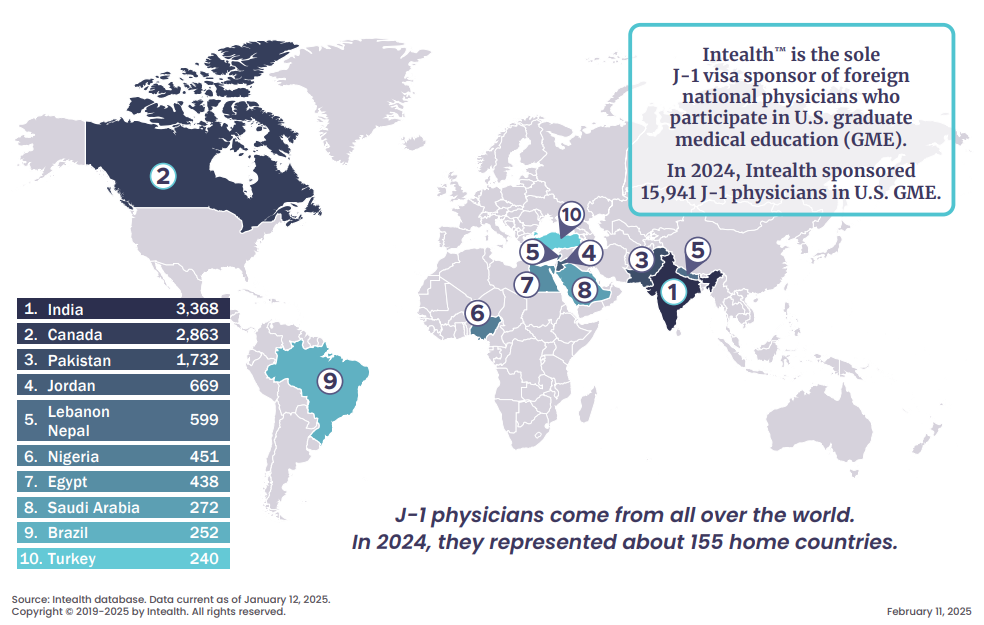 Intealth™ is the sole
J-1 visa sponsor of foreign
national physicians who
participate in U.S. graduate
medical education (GME).
In 2024, Intealth sponsored
15,941 J-1 physicians in U.S. GME.
2
10
5
4
3
5
7
8
1
6
9
1. India 3,368
2. Canada 2,863
3. Pakistan 1,732
4. Jordan 669
5. Lebanon
Nepal 599
6. Nigeria 451
7. Egypt 438
8. Saudi Arabia 272
9. Brazil 252
10. Turkey 240
J-1 physicians come from all over the world.
In 2024, they represented about 155 home countries.
Source: Intealth database. Data current as of January 12, 2025.
Copyright © 2019-2025 by Intealth. All rights reserved.
February 11, 2025